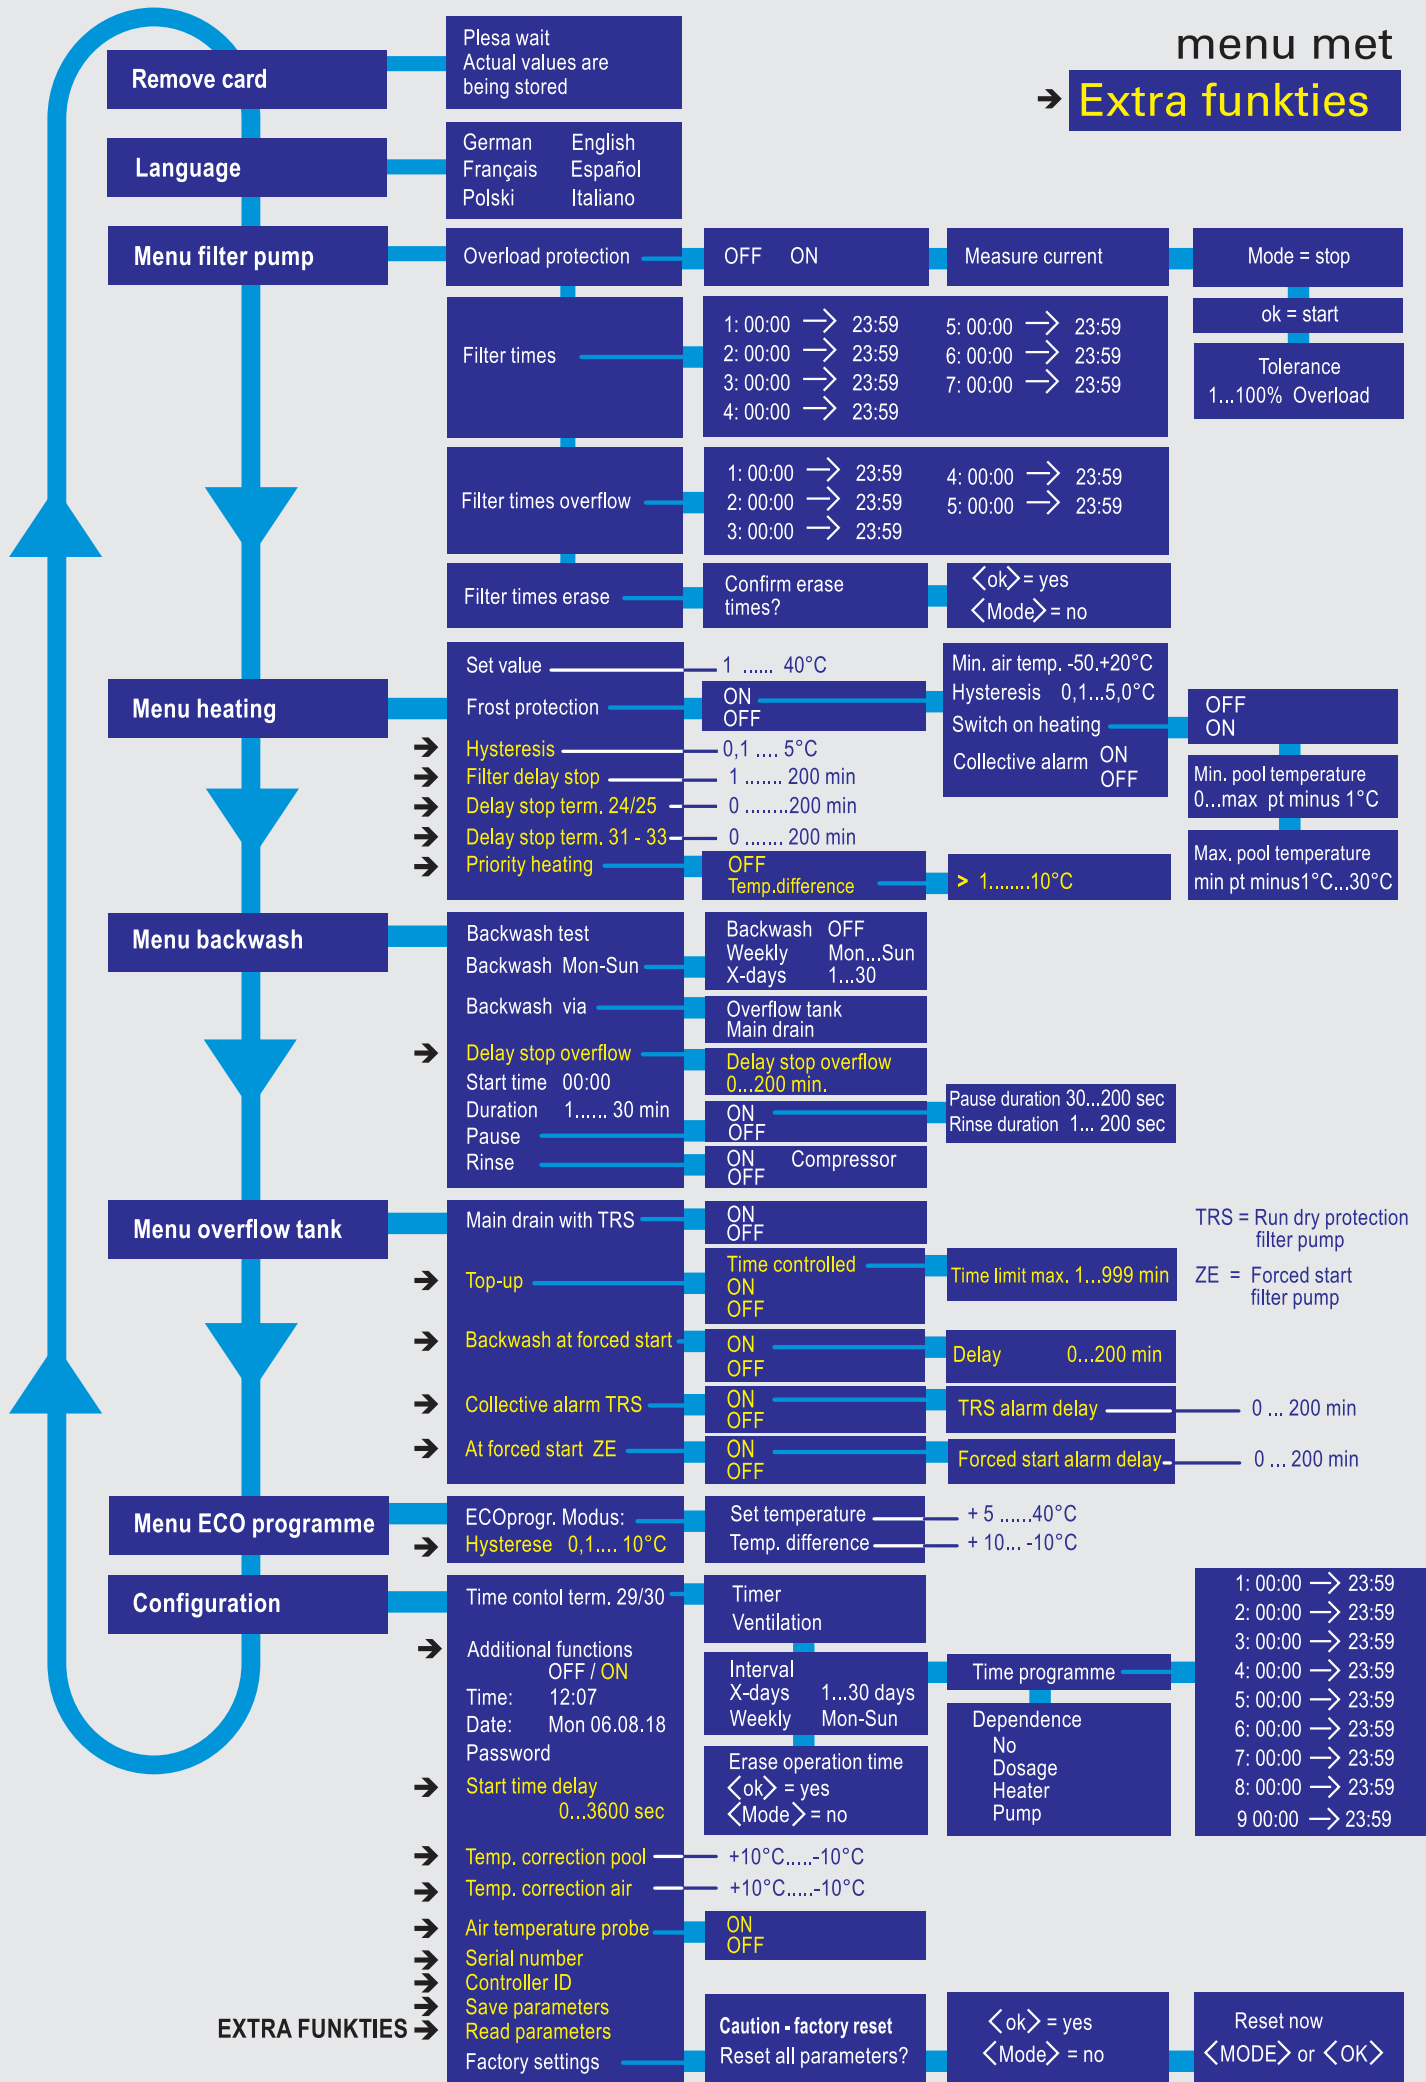 menu met
Extra funkties
Remove card
Plesa wait
Actual values are
being stored
Language
German English
Français Español
Polski Italiano
Menu filter pump
Overload protection
OFF ON
Measure current
Mode = stop
ok = start
Tolerance
1...100% Overload
Filter times
1: 00:00 → 23:59
2: 00:00 → 23:59
3: 00:00 → 23:59
4: 00:00 → 23:59
5: 00:00 → 23:59
6: 00:00 → 23:59
7: 00:00 → 23:59
Filter times overflow
1: 00:00 → 23:59
2: 00:00 → 23:59
3: 00:00 → 23:59
4: 00:00 → 23:59
5: 00:00 → 23:59
Filter times erase
Confirm erase
times?
<ok> = yes
<Mode> = no
Menu heating
Set value
1 ...... 40°C
Frost protection
ON
OFF
Min. air temp. -50.+20°C
Hysteresis 0,1...5,0°C
Switch on heating
Collective alarm ON
OFF
OFF
ON
Min. pool temperature
0...max pt minus 1°C
Max. pool temperature
min pt minus1°C...30°C
Hysteresis
0,1 .... 5°C
Filter delay stop
1 ....... 200 min
Delay stop term. 24/25
0 ........200 min
Delay stop term. 31 - 33
0 ....... 200 min
Priority heating
OFF
Temp.difference
> 1........10°C
Menu backwash
Backwash test
Backwash Mon-Sun
Backwash OFF
Weekly Mon...Sun
X-days 1...30
Backwash via
Overflow tank
Main drain
Delay stop overflow
Delay stop overflow
0...200 min.
Start time 00:00
Duration 1...... 30 min
Pause
ON
OFF
Pause duration 30...200 sec
Rinse duration 1... 200 sec
Rinse
ON Compressor
OFF
Menu overflow tank
Main drain with TRS
ON
OFF
TRS = Run dry protection
filter pump
ZE = Forced start
filter pump
Top-up
Time controlled
ON
OFF
Time limit max. 1...999 min
Backwash at forced start
ON
OFF
Delay 0...200 min
Collective alarm TRS
ON
OFF
TRS alarm delay
0 ... 200 min
At forced start ZE
ON
OFF
Forced start alarm delay
0 ... 200 min
Menu ECO programme
ECOprogr. Modus:
Hysterese 0,1.... 10°C
Set temperature
+ 5 ......40°C
Temp. difference
+ 10... -10°C
Configuration
Time contol term. 29/30
Timer
Ventilation
Additional functions
OFF / ON
Time: 12:07
Date: Mon 06.08.18
Password
Start time delay
0...3600 sec
Interval
X-days 1...30 days
Weekly Mon-Sun
Erase operation time
<ok> = yes
<Mode> = no
Time programme
Dependence
No
Dosage
Heater
Pump
1: 00:00 → 23:59
2: 00:00 → 23:59
3: 00:00 → 23:59
4: 00:00 → 23:59
5: 00:00 → 23:59
6: 00:00 → 23:59
7: 00:00 → 23:59
8: 00:00 → 23:59
9 00:00 → 23:59
Temp. correction pool
+10°C.....-10°C
Temp. correction air
+10°C.....-10°C
Air temperature probe
ON
OFF
Serial number
Controller ID
Save parameters
EXTRA FUNKTIES
Read parameters
Factory settings
Caution - factory reset
Reset all parameters?
<ok> = yes
<Mode> = no
Reset now
<MODE> or <OK>